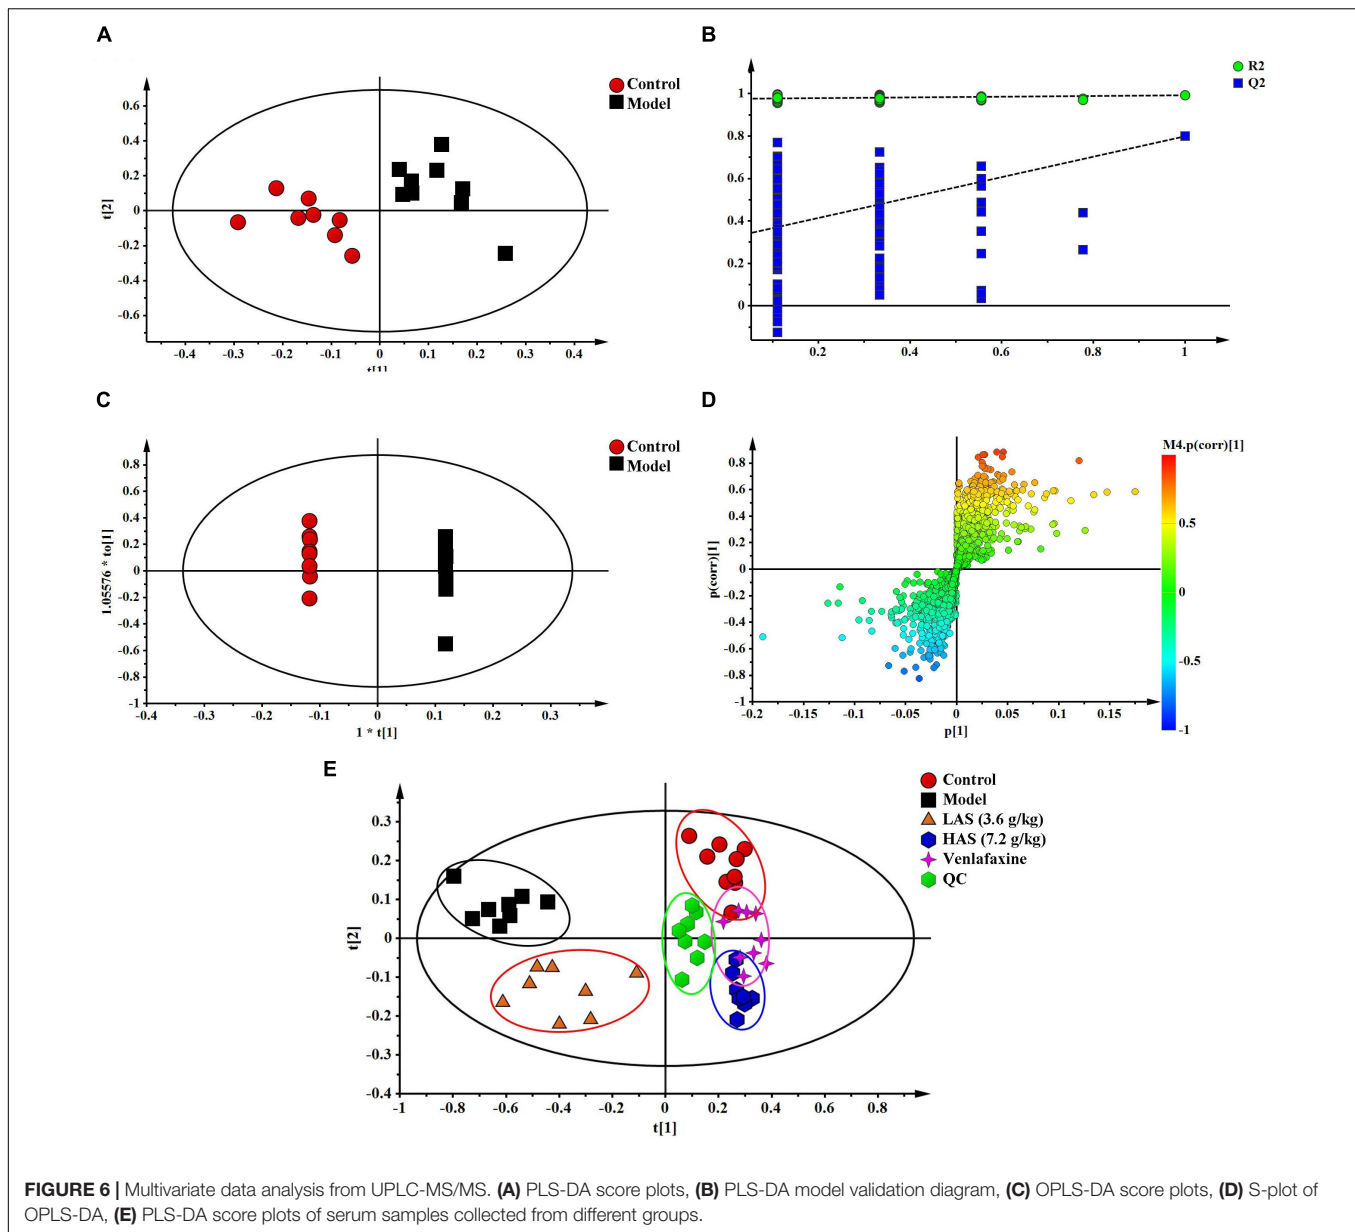 A
Control
Model
t[2]
0.6
0.4
0.2
0
-0.2
-0.4
-0.6
-0.4 -0.3 -0.2 -0.1 0 0.1 0.2 0.3 0.4
t[1]
B
R2
Q2
1
0.8
0.6
0.4
0.2
0
0.2 0.4 0.6 0.8 1
C
Control
Model
1.05576 * to[1]
0.8
0.6
0.4
0.2
0
-0.2
-0.4
-0.6
-0.8
-1
-0.4 -0.3 -0.2 -0.1 0 0.1 0.2 0.3
1 * t[1]
D
M4.p(corr)[1]
p(corr)[1]
0.8
0.6
0.4
0.2
0
-0.2
-0.4
-0.6
-0.8
-1
-0.2 -0.15 -0.1 -0.05 0 0.05 0.1 0.15
p[1]
0.5
0
-0.5
-1
E
Control
Model
LAS (3.6 g/kg)
HAS (7.2 g/kg)
Venlafaxine
QC
t[2]
0.3
0.2
0.1
0
-0.1
-0.2
-0.3
-0.4
-1 -0.8 -0.6 -0.4 -0.2 0 0.2 0.4 0.6 0.8
t[1]
FIGURE 6 | Multivariate data analysis from UPLC-MS/MS. (A) PLS-DA score plots, (B) PLS-DA model validation diagram, (C) OPLS-DA score plots, (D) S-plot of
OPLS-DA, (E) PLS-DA score plots of serum samples collected from different groups.